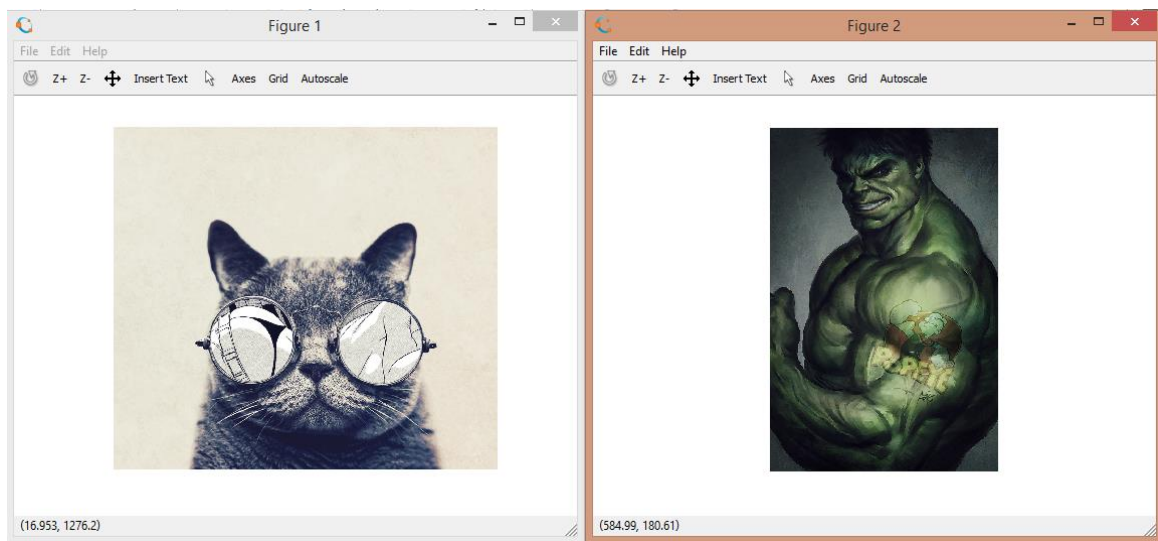 Figure 1
File Edit Help
Z+ Z- Insert Text Axes Grid Autoscale
(16.953, 1276.2)
Figure 2
File Edit Help
Z+ Z- Insert Text Axes Grid Autoscale
(584.99, 180.61)